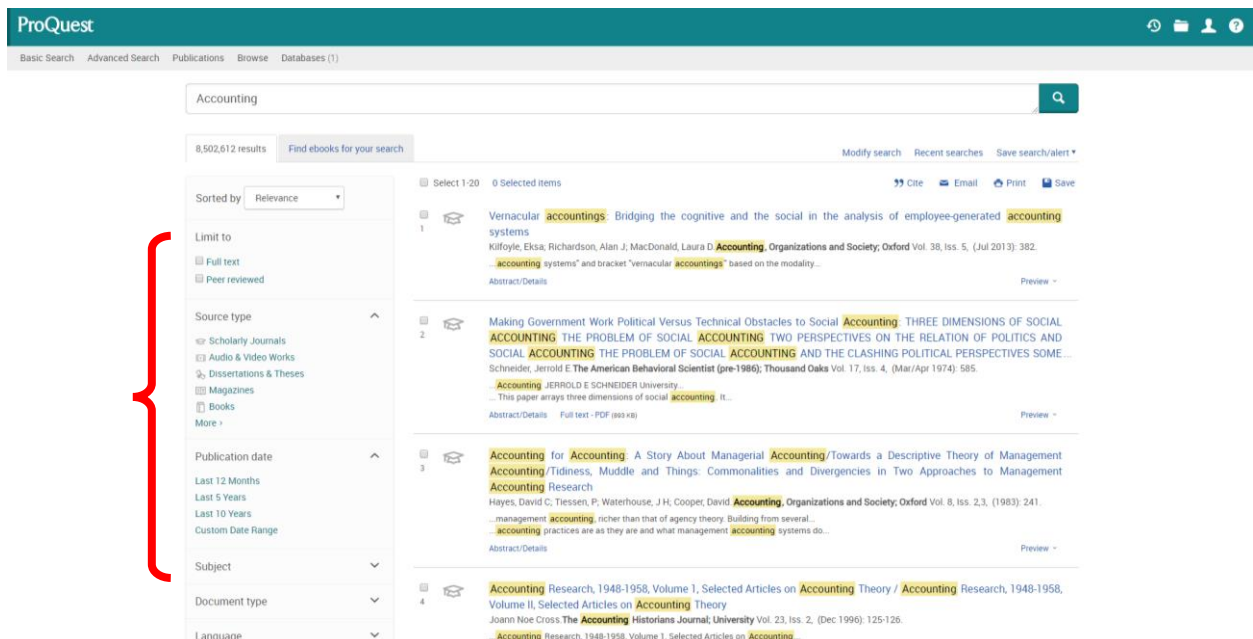 ProQuest
Basic Search Advanced Search Publications Browse Databases (1)
Accounting
8,502,612 results Find ebooks for your search
Modify search Recent searches Save search/alert
Sorted by Relevance
Limit to
Full text
Peer reviewed
Source type
Scholarly Journals
Audio & Video Works
Dissertations & Theses
Magazines
Books
More ›
Publication date
Last 12 Months
Last 5 Years
Last 10 Years
Custom Date Range
Subject
Document type
Language
Select 1-20 0 Selected items Cite Email Print Save
1
Vernacular accountings: Bridging the cognitive and the social in the analysis of employee-generated accounting
systems
Kilfoyle, Eksa; Richardson, Alan J; MacDonald, Laura D. Accounting, Organizations and Society; Oxford Vol. 38, Iss. 5, (Jul 2013): 382.
...accounting systems" and bracket "vernacular accountings" based on the modality...
Abstract/Details Preview
2
Making Government Work Political Versus Technical Obstacles to Social Accounting: THREE DIMENSIONS OF SOCIAL
ACCOUNTING THE PROBLEM OF SOCIAL ACCOUNTING TWO PERSPECTIVES ON THE RELATION OF POLITICS AND
SOCIAL ACCOUNTING THE PROBLEM OF SOCIAL ACCOUNTING AND THE CLASHING POLITICAL PERSPECTIVES SOME...
Schneider, Jerrold E. The American Behavioral Scientist (pre-1986); Thousand Oaks Vol. 17, Iss. 4, (Mar/Apr 1974): 585.
...Accounting JERROLD E SCHNEIDER University...
... This paper arrays three dimensions of social accounting. It...
Abstract/Details Full text - PDF (893 KB) Preview
3
Accounting for Accounting: A Story About Managerial Accounting/Towards a Descriptive Theory of Management
Accounting/Tidiness, Muddle and Things: Commonalities and Divergencies in Two Approaches to Management
Accounting Research
Hayes, David C; Tiessen, P; Waterhouse, J H; Cooper, David. Accounting, Organizations and Society; Oxford Vol. 8, Iss. 2,3, (1983): 241.
...management accounting, richer than that of agency theory. Building from several...
...accounting practices are as they are and what management accounting systems do...
Abstract/Details Preview
4
Accounting Research, 1948-1958, Volume 1, Selected Articles on Accounting Theory / Accounting Research, 1948-1958,
Volume II, Selected Articles on Accounting Theory
Joann Noe Cross. The Accounting Historians Journal; University Vol. 23, Iss. 2, (Dec 1996): 125-126.
...Accounting Research, 1948-1958, Volume 1, Selected Articles on Accounting...